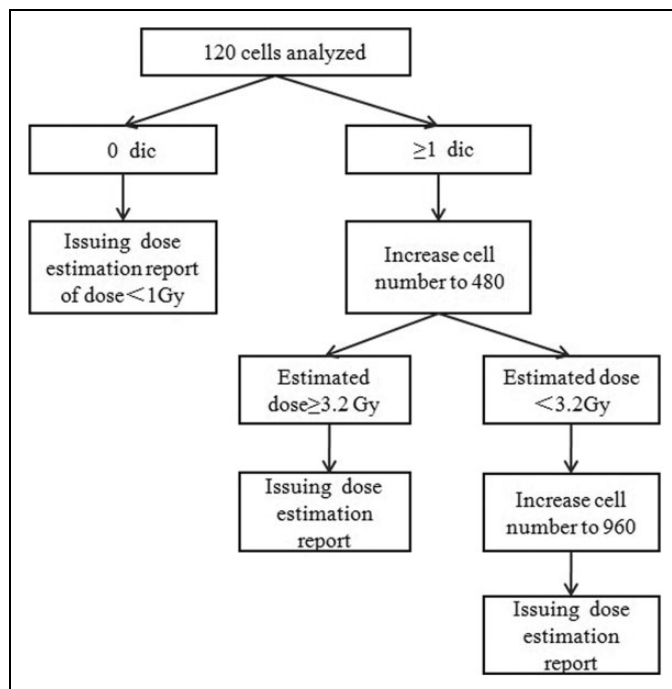 120 cells analyzed
0 dic
≥1 dic
Issuing dose
estimation report
of dose＜1Gy
Increase cell
number to 480
Estimated
dose≥3.2 Gy
Estimated dose
＜3.2Gy
Issuing dose
estimation
report
Increase cell
number to 960
Issuing dose
estimation
report